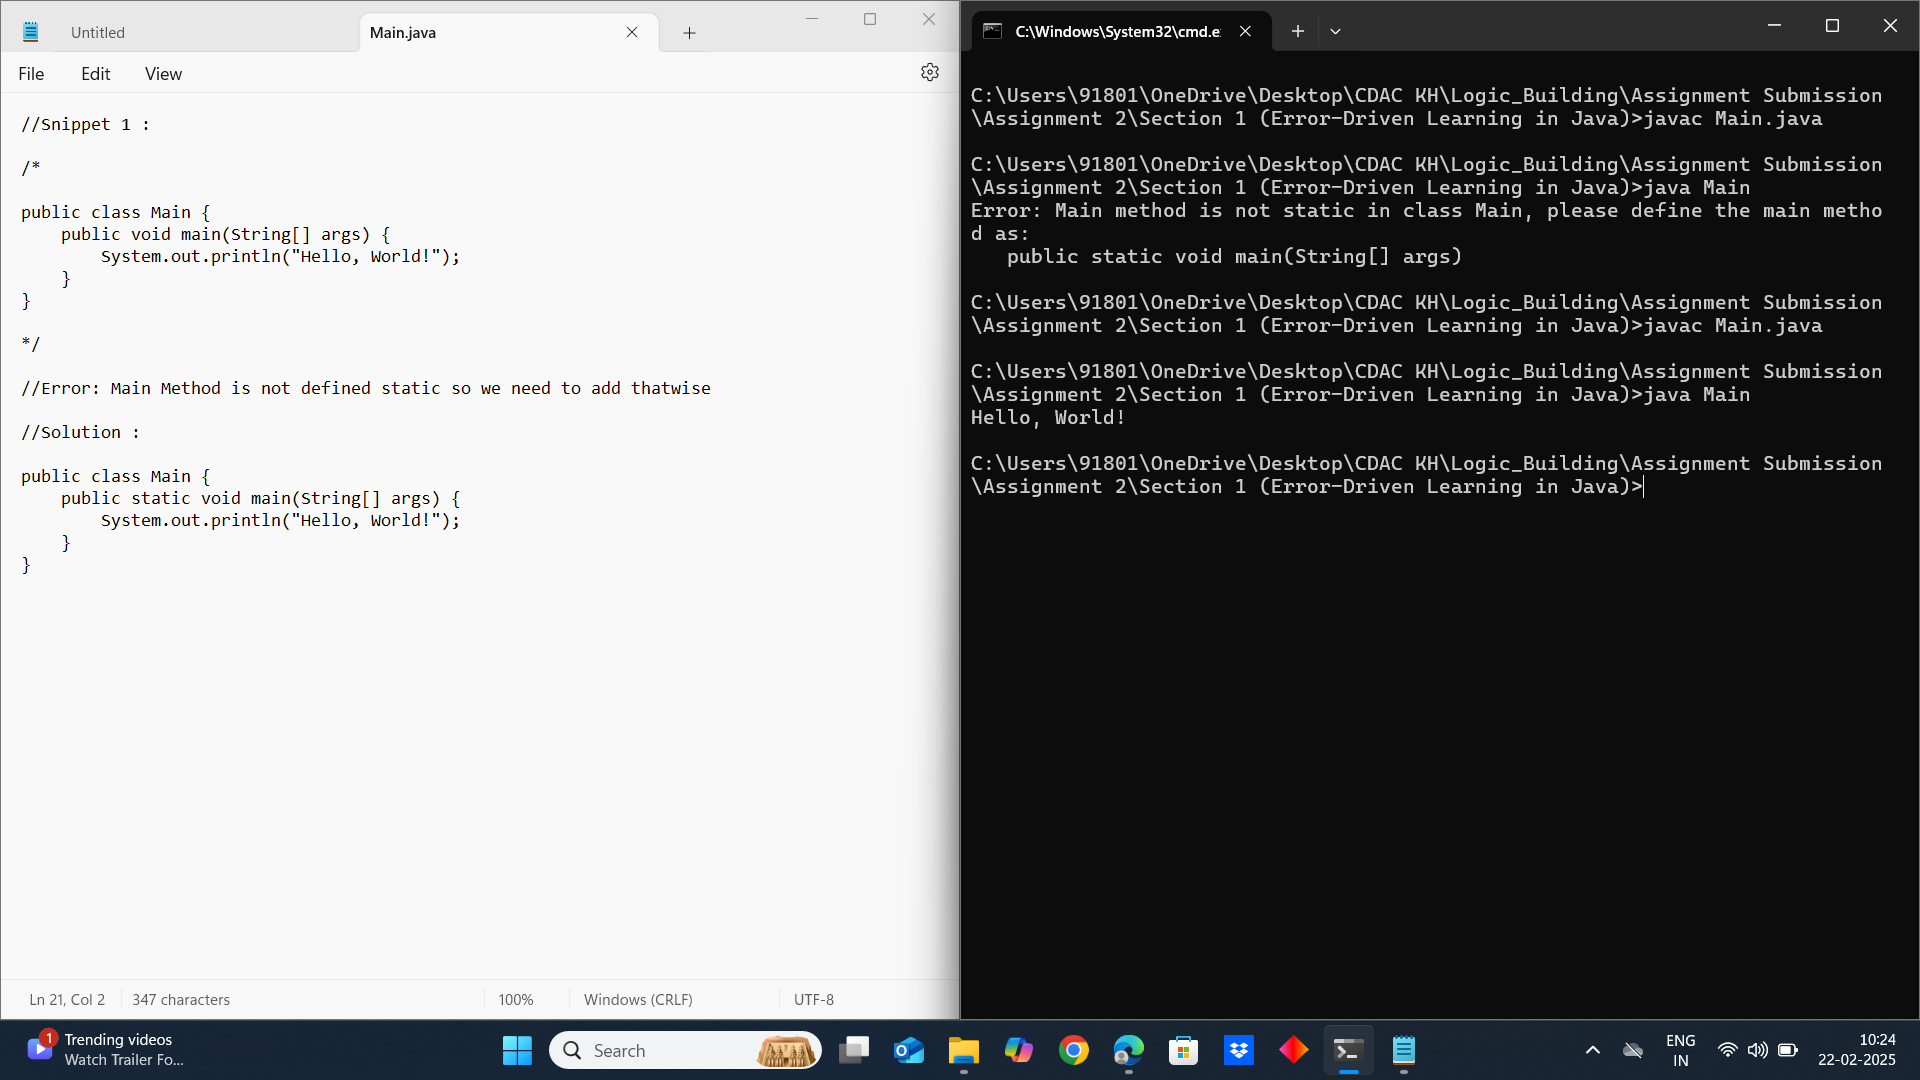 Untitled
Main.java
File Edit View
//Snippet 1 :
/*
public class Main {
    public void main(String[] args) {
        System.out.println("Hello, World!");
    }
}
*/
//Error: Main Method is not defined static so we need to add thatwise
//Solution :
public class Main {
    public static void main(String[] args) {
        System.out.println("Hello, World!");
    }
}
Ln 21, Col 2 347 characters 100% Windows (CRLF) UTF-8
C:\Windows\System32\cmd.e
C:\Users\91801\OneDrive\Desktop\CDAC KH\Logic_Building\Assignment Submission
\Assignment 2\Section 1 (Error-Driven Learning in Java)>javac Main.java
C:\Users\91801\OneDrive\Desktop\CDAC KH\Logic_Building\Assignment Submission
\Assignment 2\Section 1 (Error-Driven Learning in Java)>java Main
Error: Main method is not static in class Main, please define the main metho
d as:
   public static void main(String[] args)
C:\Users\91801\OneDrive\Desktop\CDAC KH\Logic_Building\Assignment Submission
\Assignment 2\Section 1 (Error-Driven Learning in Java)>javac Main.java
C:\Users\91801\OneDrive\Desktop\CDAC KH\Logic_Building\Assignment Submission
\Assignment 2\Section 1 (Error-Driven Learning in Java)>java Main
Hello, World!
C:\Users\91801\OneDrive\Desktop\CDAC KH\Logic_Building\Assignment Submission
\Assignment 2\Section 1 (Error-Driven Learning in Java)>
1
Trending videos
Watch Trailer Fo...
Search
ENG
IN
10:24
22-02-2025